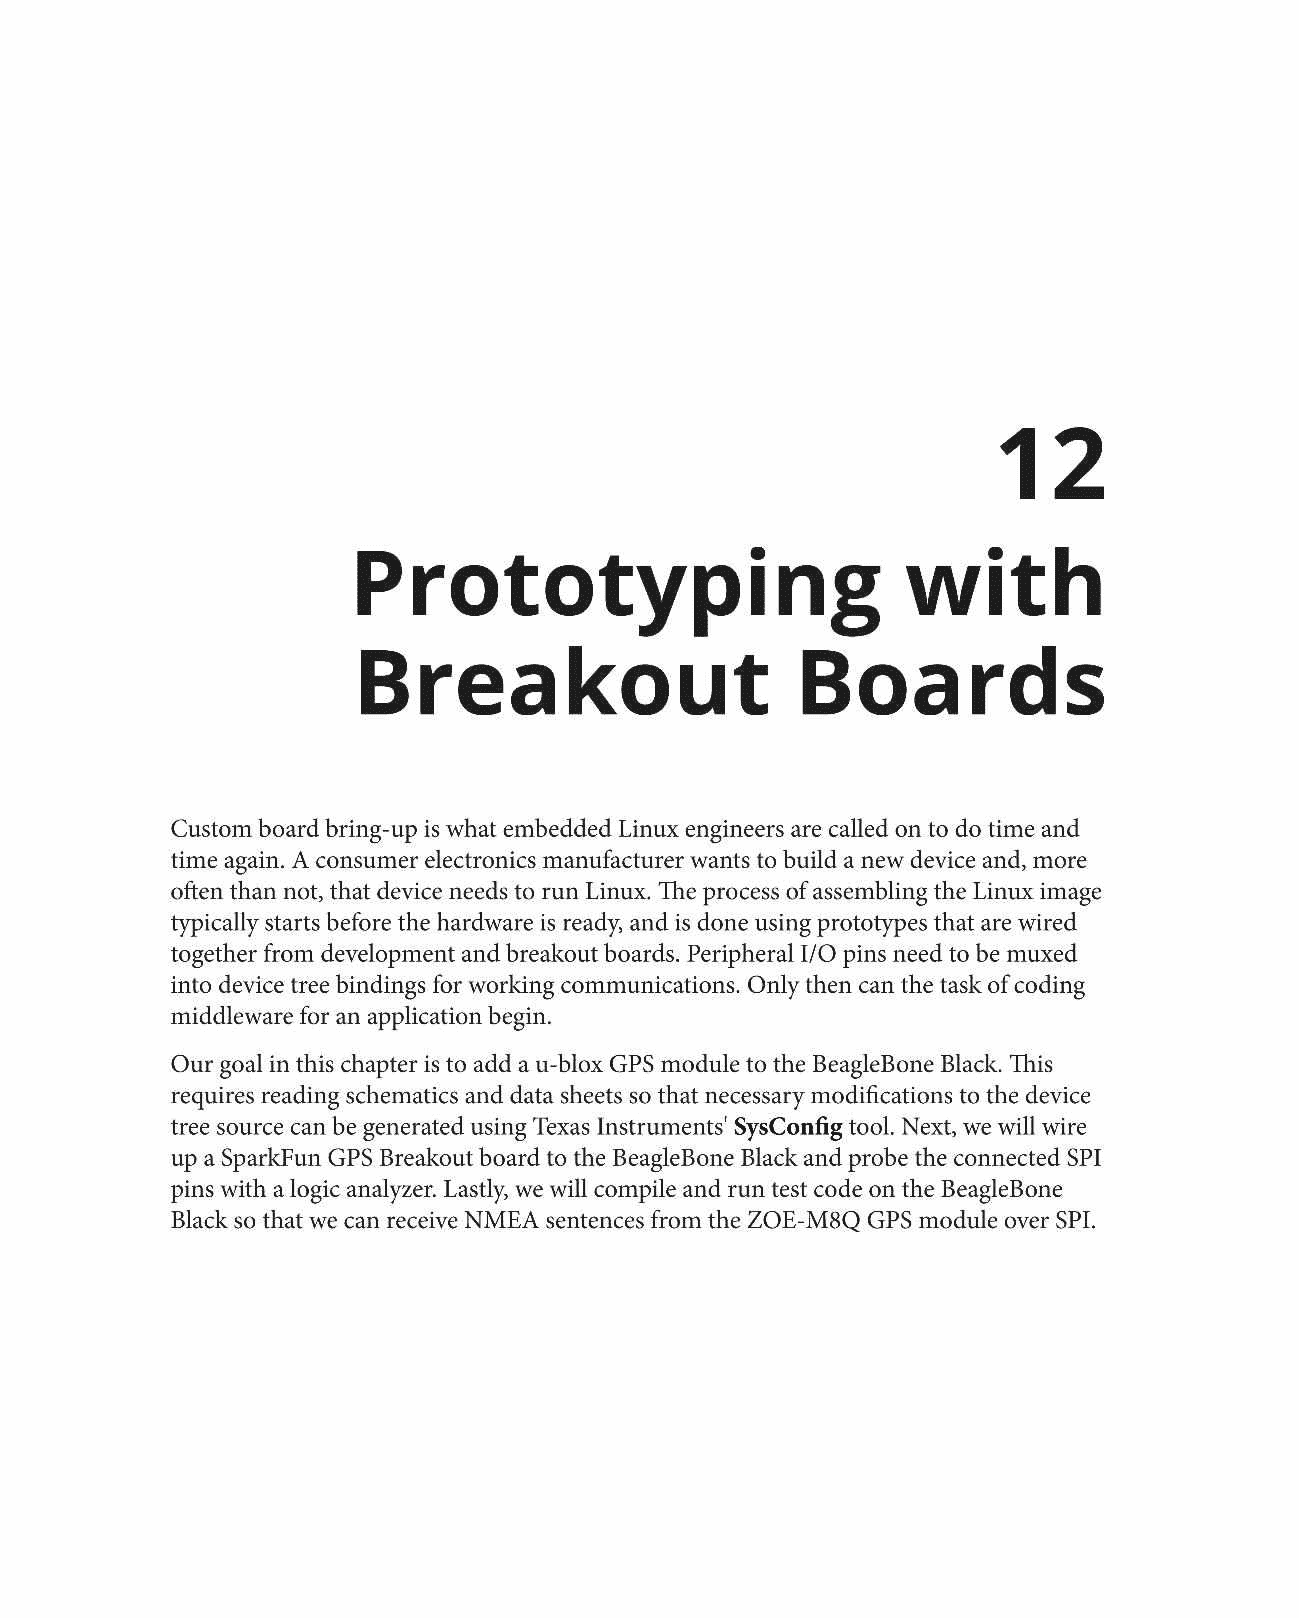 12
Prototyping with
Breakout Boards
Custom board bring-up is what embedded Linux engineers are called on to do time and
time again. A consumer electronics manufacturer wants to build a new device and, more
often than not, that device needs to run Linux. The process of assembling the Linux image
typically starts before the hardware is ready, and is done using prototypes that are wired
together from development and breakout boards. Peripheral I/O pins need to be muxed
into device tree bindings for working communications. Only then can the task of coding
middleware for an application begin.
Our goal in this chapter is to add a u-blox GPS module to the BeagleBone Black. This
requires reading schematics and data sheets so that necessary modifications to the device
tree source can be generated using Texas Instruments' SysConfig tool. Next, we will wire
up a SparkFun GPS Breakout board to the BeagleBone Black and probe the connected SPI
pins with a logic analyzer. Lastly, we will compile and run test code on the BeagleBone
Black so that we can receive NMEA sentences from the ZOE-M8Q GPS module over SPI.